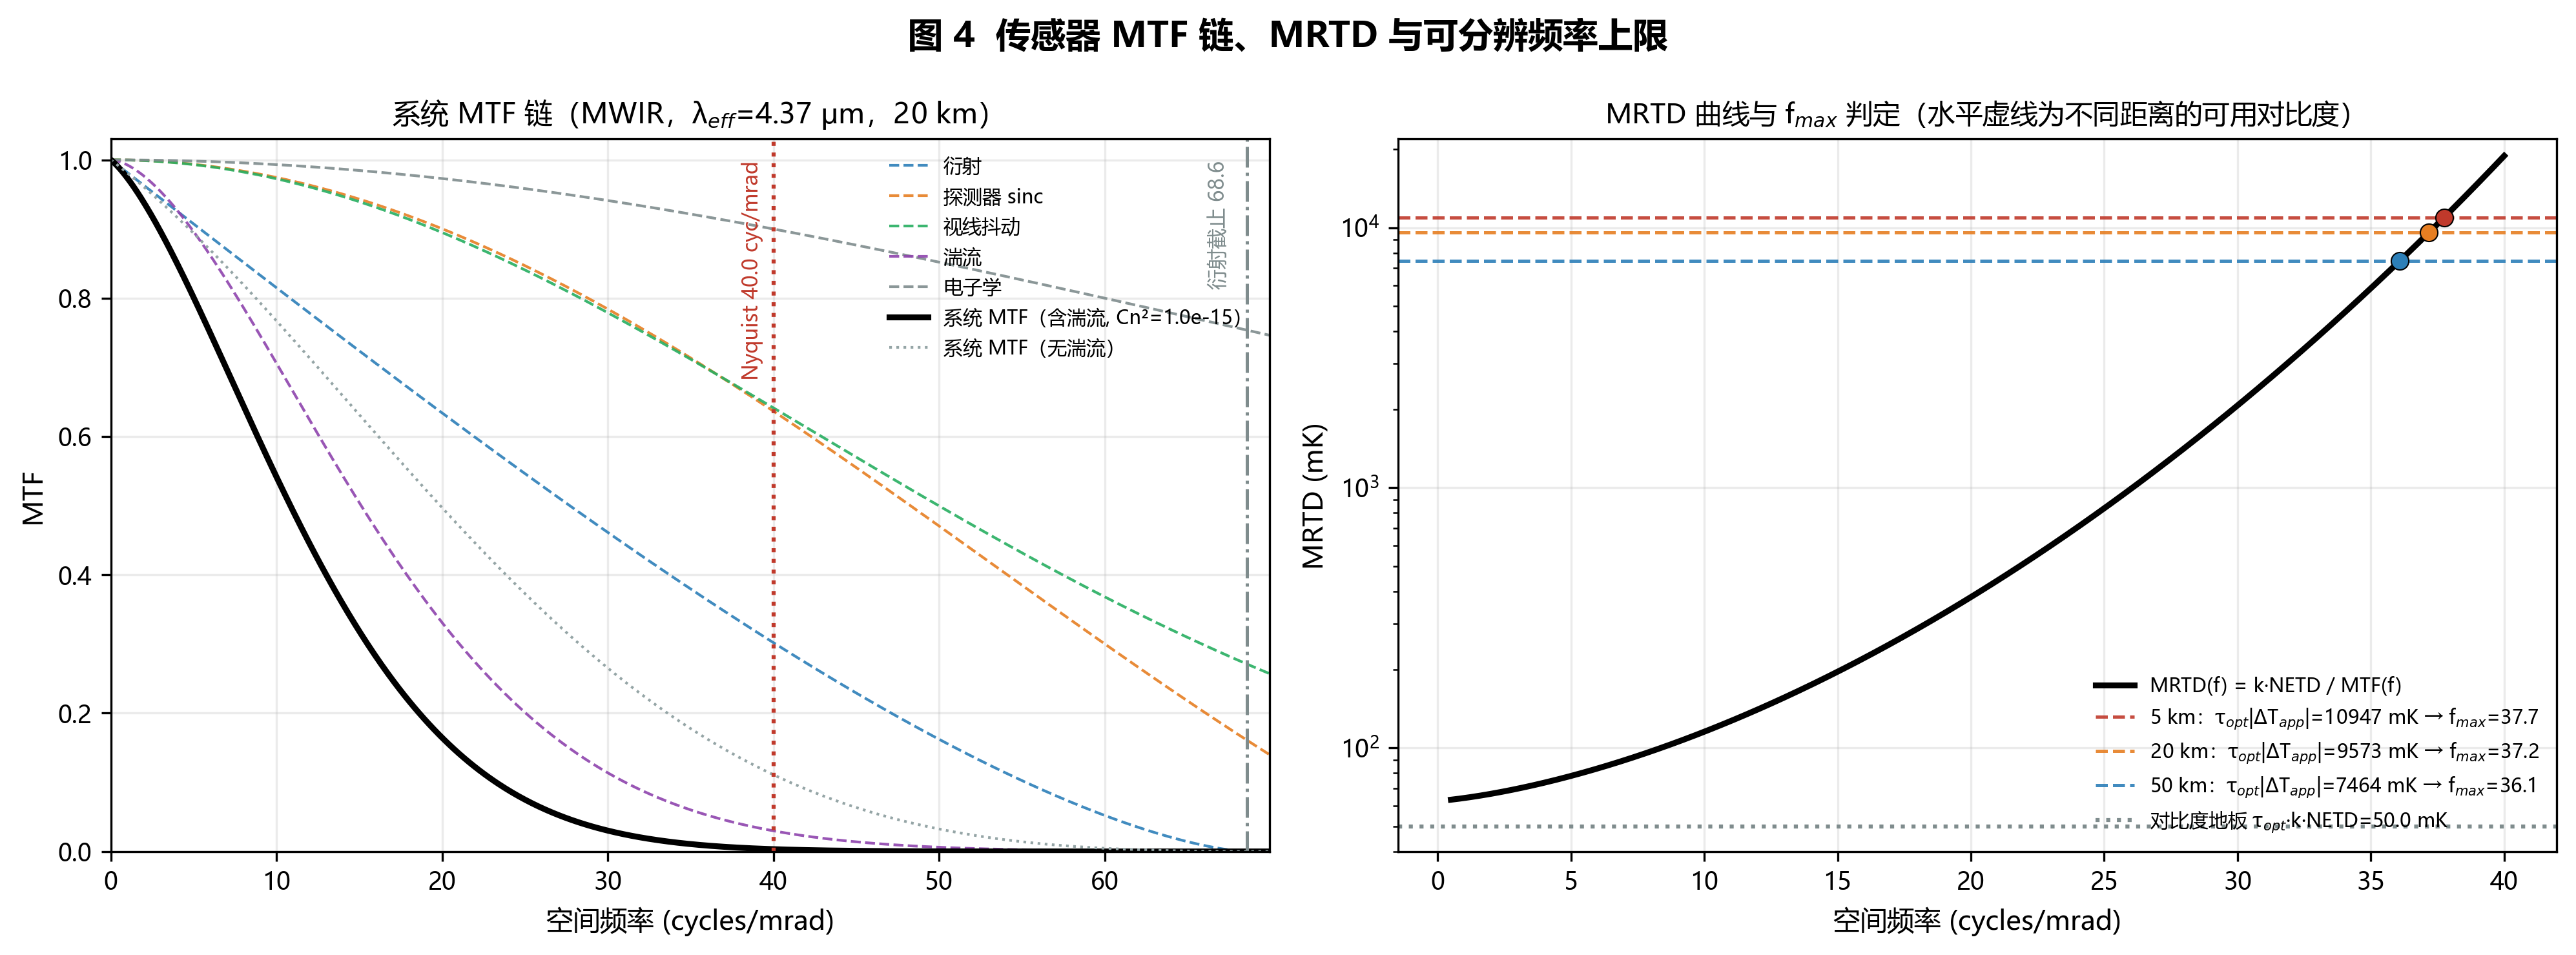 图 4 传感器 MTF 链、MRTD 与可分辨频率上限
系统 MTF 链（MWIR，λeff=4.37 μm，20 km）
1.0
0.8
0.6
0.4
0.2
0.0
MTF
0 10 20 30 40 50 60
空间频率 (cycles/mrad)
Nyquist 40.0 cyc/mrad
衍射截止 68.6
衍射
探测器 sinc
视线抖动
湍流
电子学
系统 MTF（含湍流, Cn²=1.0e-15）
系统 MTF（无湍流）
MRTD 曲线与 fmax 判定（水平虚线为不同距离的可用对比度）
10⁴
10³
10²
MRTD (mK)
0 5 10 15 20 25 30 35 40
空间频率 (cycles/mrad)
MRTD(f) = k·NETD / MTF(f)
5 km：τopt|ΔTapp|=10947 mK → fmax=37.7
20 km：τopt|ΔTapp|=9573 mK → fmax=37.2
50 km：τopt|ΔTapp|=7464 mK → fmax=36.1
对比度地板 τopt·k·NETD=50.0 mK